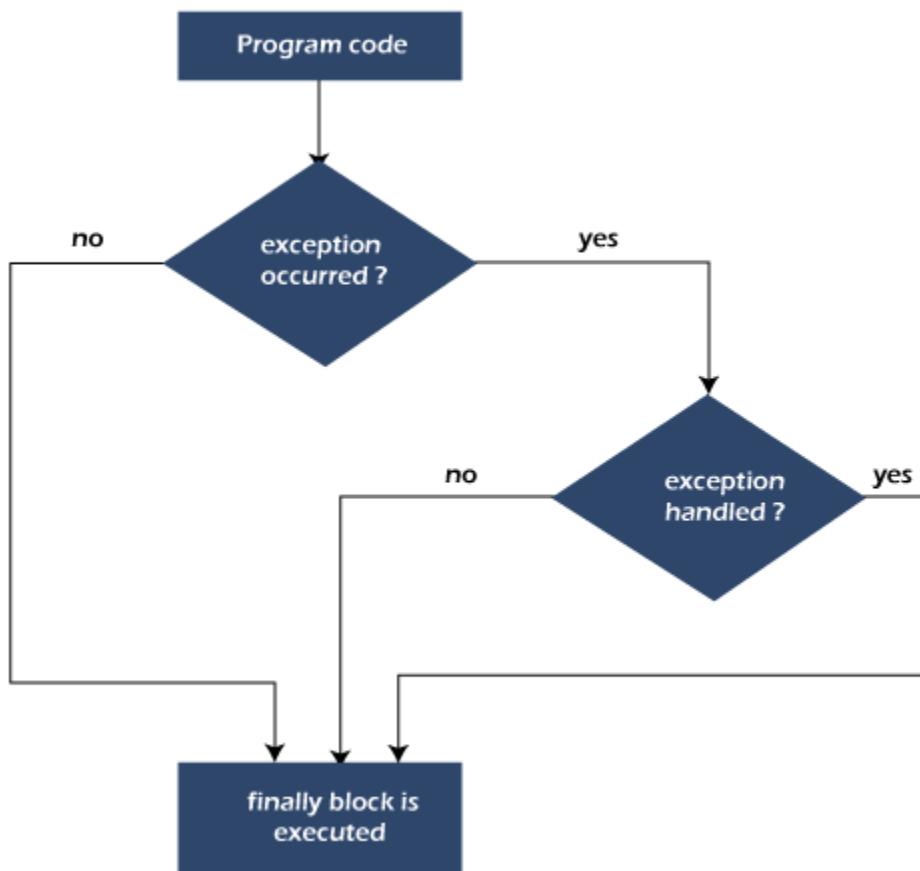 Program code
no
exception
occurred ?
yes
no
exception
handled ?
yes
finally block is
executed